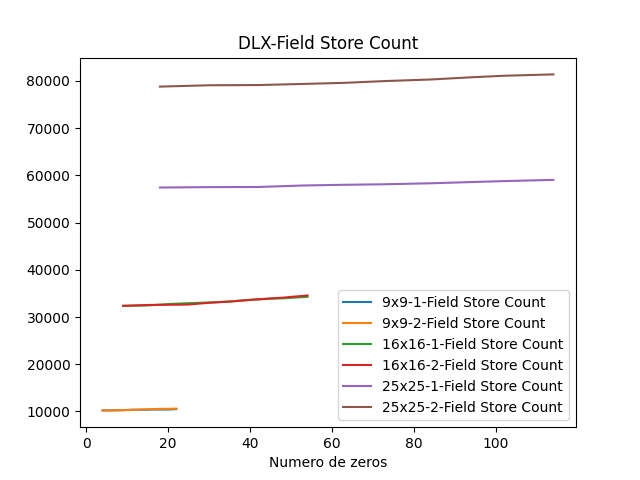 DLX-Field Store Count
80000
70000
60000
50000
40000
30000
20000
10000
0 20 40 60 80 100
Numero de zeros
9x9-1-Field Store Count
9x9-2-Field Store Count
16x16-1-Field Store Count
16x16-2-Field Store Count
25x25-1-Field Store Count
25x25-2-Field Store Count